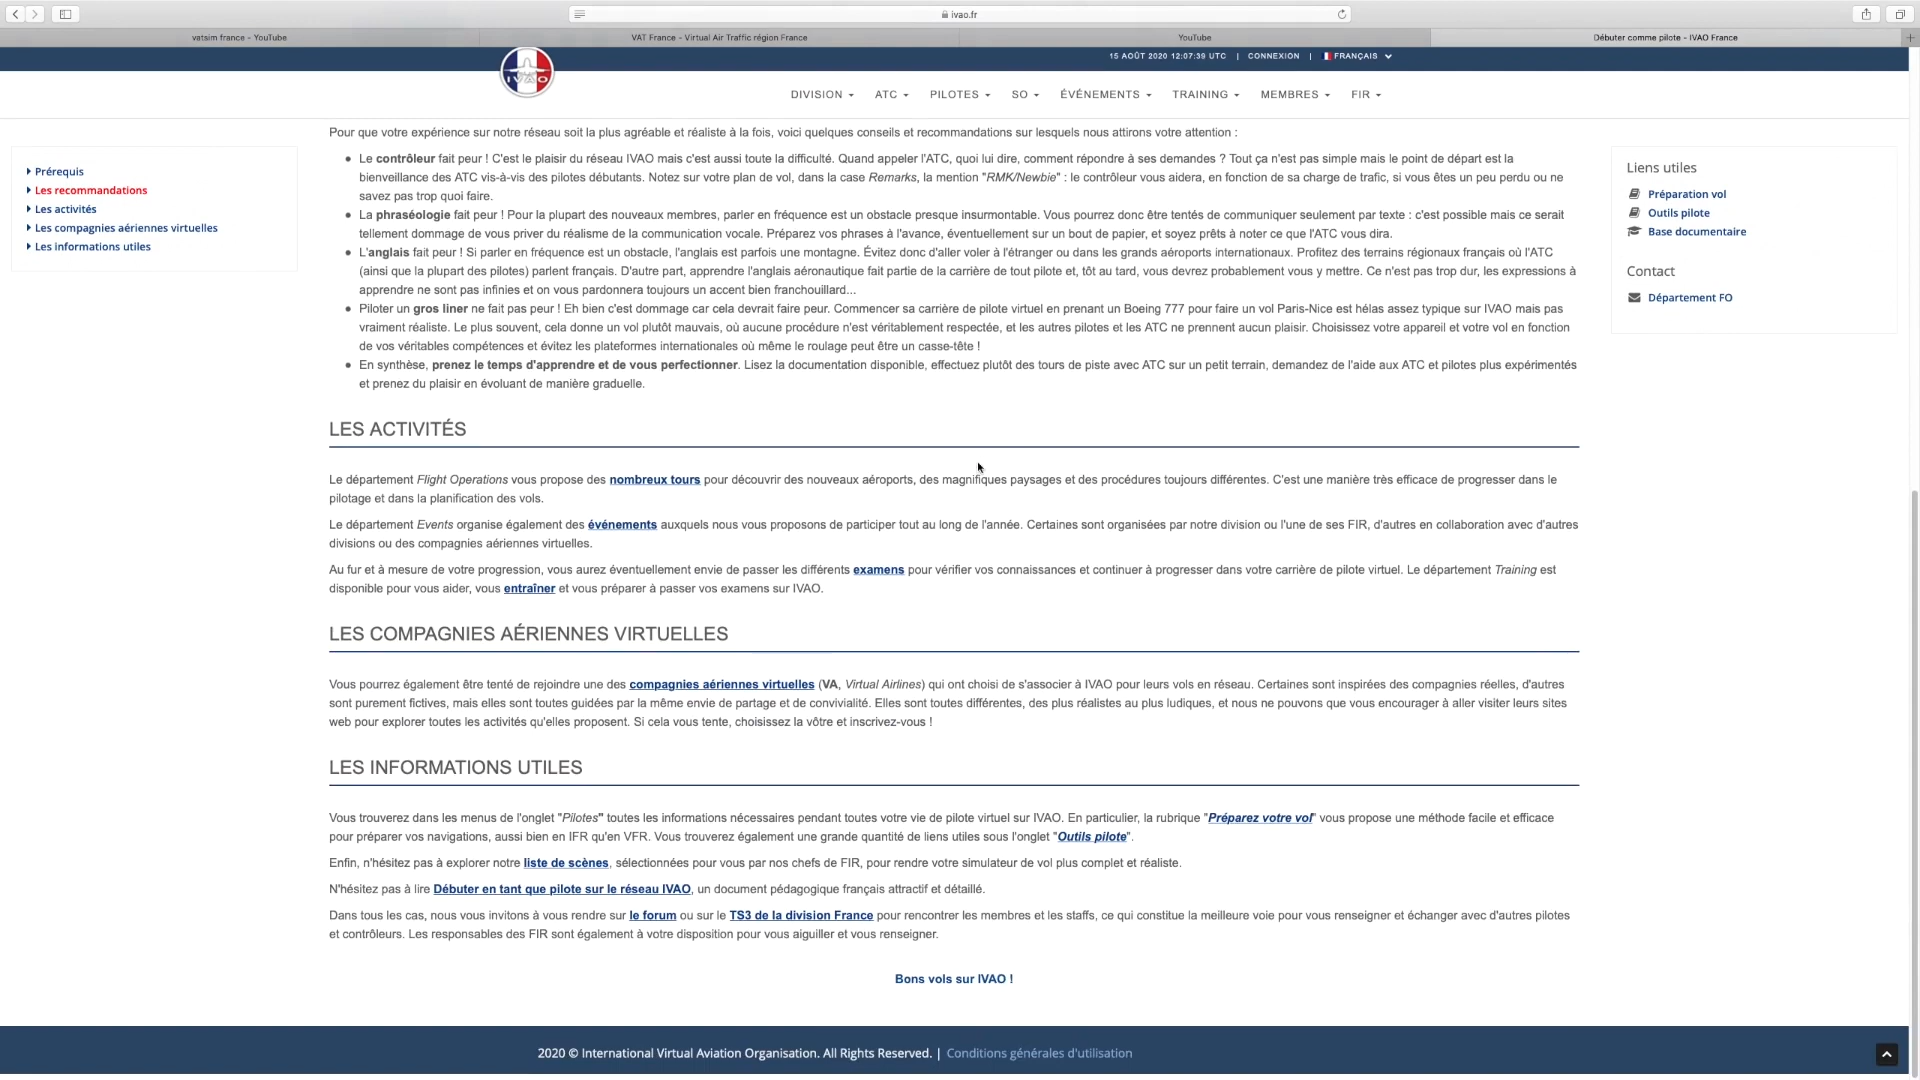 ivao.fr
vatsim france - YouTube
VAT France - Virtual Air Traffic région France
YouTube
Débuter comme pilote - IVAO France
15 AOÛT 2020 12:07:39 UTC | CONNEXION | FRANÇAIS
IVAO
DIVISION ATC PILOTES SO ÉVÉNEMENTS TRAINING MEMBRES FIR
Prérequis
Les recommandations
Les activités
Les compagnies aériennes virtuelles
Les informations utiles
Pour que votre expérience sur notre réseau soit la plus agréable et réaliste à la fois, voici quelques conseils et recommandations sur lesquels nous attirons votre attention :
Le contrôleur fait peur ! C'est le plaisir du réseau IVAO mais c'est aussi toute la difficulté. Quand appeler l'ATC, quoi lui dire, comment répondre à ses demandes ? Tout ça n'est pas simple mais le point de départ est la
bienveillance des ATC vis-à-vis des pilotes débutants. Notez sur votre plan de vol, dans la case Remarks, la mention "RMK/Newbie" : le contrôleur vous aidera, en fonction de sa charge de trafic, si vous êtes un peu perdu ou ne
savez pas trop quoi faire.
La phraséologie fait peur ! Pour la plupart des nouveaux membres, parler en fréquence est un obstacle presque insurmontable. Vous pourrez donc être tentés de communiquer seulement par texte : c'est possible mais ce serait
tellement dommage de vous priver du réalisme de la communication vocale. Préparez vos phrases à l'avance, éventuellement sur un bout de papier, et soyez prêts à noter ce que l'ATC vous dira.
L'anglais fait peur ! Si parler en fréquence est un obstacle, l'anglais est parfois une montagne. Évitez donc d'aller voler à l'étranger ou dans les grands aéroports internationaux. Profitez des terrains régionaux français où l'ATC
(ainsi que la plupart des pilotes) parlent français. D'autre part, apprendre l'anglais aéronautique fait partie de la carrière de tout pilote et, tôt au tard, vous devrez probablement vous y mettre. Ce n'est pas trop dur, les expressions à
apprendre ne sont pas infinies et on vous pardonnera toujours un accent bien franchouillard...
Piloter un gros liner ne fait pas peur ! Eh bien c'est dommage car cela devrait faire peur. Commencer sa carrière de pilote virtuel en prenant un Boeing 777 pour faire un vol Paris-Nice est hélas assez typique sur IVAO mais pas
vraiment réaliste. Le plus souvent, cela donne un vol plutôt mauvais, où aucune procédure n'est véritablement respectée, et les autres pilotes et les ATC ne prennent aucun plaisir. Choisissez votre appareil et votre vol en fonction
de vos véritables compétences et évitez les plateformes internationales où même le roulage peut être un casse-tête !
En synthèse, prenez le temps d'apprendre et de vous perfectionner. Lisez la documentation disponible, effectuez plutôt des tours de piste avec ATC sur un petit terrain, demandez de l'aide aux ATC et pilotes plus expérimentés
et prenez du plaisir en évoluant de manière graduelle.
LES ACTIVITÉS
Le département Flight Operations vous propose des nombreux tours pour découvrir des nouveaux aéroports, des magnifiques paysages et des procédures toujours différentes. C'est une manière très efficace de progresser dans le
pilotage et dans la planification des vols.
Le département Events organise également des événements auxquels nous vous proposons de participer tout au long de l'année. Certaines sont organisées par notre division ou l'une de ses FIR, d'autres en collaboration avec d'autres
divisions ou des compagnies aériennes virtuelles.
Au fur et à mesure de votre progression, vous aurez éventuellement envie de passer les différents examens pour vérifier vos connaissances et continuer à progresser dans votre carrière de pilote virtuel. Le département Training est
disponible pour vous aider, vous entraîner et vous préparer à passer vos examens sur IVAO.
LES COMPAGNIES AÉRIENNES VIRTUELLES
Vous pourrez également être tenté de rejoindre une des compagnies aériennes virtuelles (VA, Virtual Airlines) qui ont choisi de s'associer à IVAO pour leurs vols en réseau. Certaines sont inspirées des compagnies réelles, d'autres
sont purement fictives, mais elles sont toutes guidées par la même envie de partage et de convivialité. Elles sont toutes différentes, des plus réalistes au plus ludiques, et nous ne pouvons que vous encourager à aller visiter leurs sites
web pour explorer toutes les activités qu'elles proposent. Si cela vous tente, choisissez la vôtre et inscrivez-vous !
LES INFORMATIONS UTILES
Vous trouverez dans les menus de l'onglet "Pilotes" toutes les informations nécessaires pendant toutes votre vie de pilote virtuel sur IVAO. En particulier, la rubrique "Préparez votre vol" vous propose une méthode facile et efficace
pour préparer vos navigations, aussi bien en IFR qu'en VFR. Vous trouverez également une grande quantité de liens utiles sous l'onglet "Outils pilote".
Enfin, n'hésitez pas à explorer notre liste de scènes, sélectionnées pour vous par nos chefs de FIR, pour rendre votre simulateur de vol plus complet et réaliste.
N'hésitez pas à lire Débuter en tant que pilote sur le réseau IVAO, un document pédagogique français attractif et détaillé.
Dans tous les cas, nous vous invitons à vous rendre sur le forum ou sur le TS3 de la division France pour rencontrer les membres et les staffs, ce qui constitue la meilleure voie pour vous renseigner et échanger avec d'autres pilotes
et contrôleurs. Les responsables des FIR sont également à votre disposition pour vous aiguiller et vous renseigner.
Bons vols sur IVAO !
Liens utiles
Préparation vol
Outils pilote
Base documentaire
Contact
Département FO
2020 © International Virtual Aviation Organisation. All Rights Reserved. | Conditions générales d'utilisation